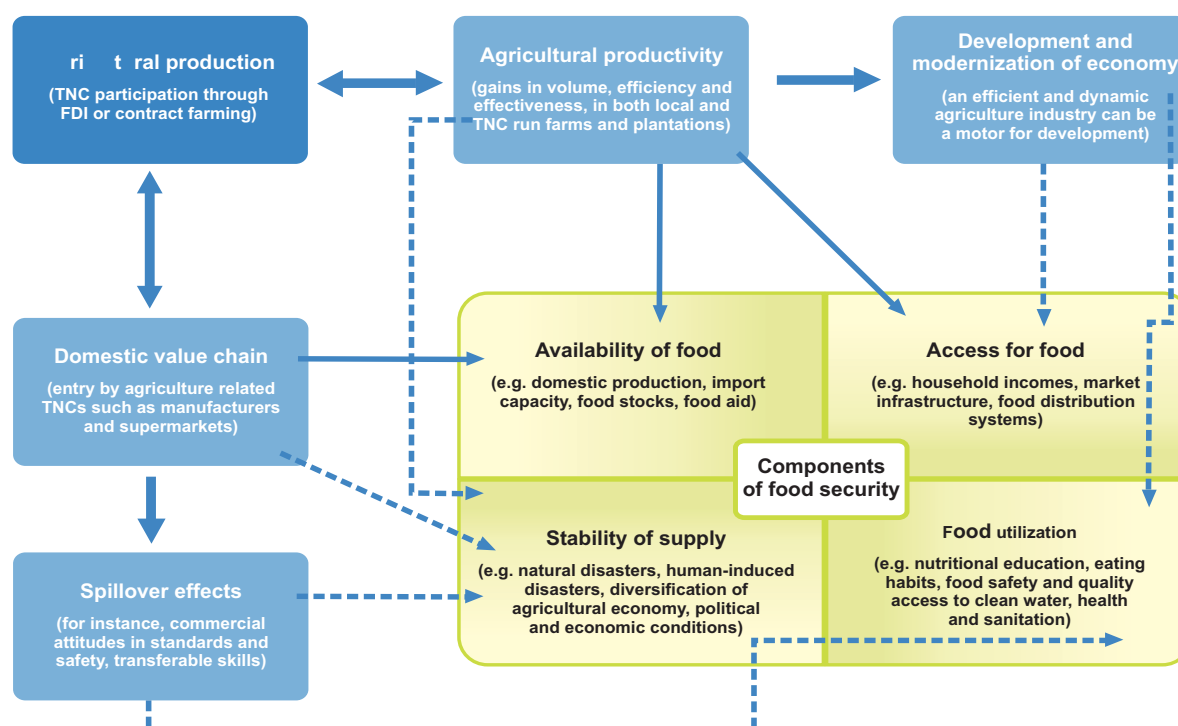 ri t ral production
(TNC participation through
FDI or contract farming)
Agricultural productivity
(gains in volume, efficiency and
effectiveness, in both local and
TNC run farms and plantations)
Development and
modernization of economy
(an efficient and dynamic
agriculture industry can be
a motor for development)
Domestic value chain
(entry by agriculture related
TNCs such as manufacturers
and supermarkets)
Availability of food
(e.g. domestic production, import
capacity, food stocks, food aid)
Access for food
(e.g. household incomes, market
infrastructure, food distribution
systems)
Components
of food security
Spillover effects
(for instance, commercial
attitudes in standards and
safety, transferable skills)
Stability of supply
(e.g. natural disasters, human-induced
disasters, diversification of
agricultural economy, political
and economic conditions)
Food utilization
(e.g. nutritional education, eating
habits, food safety and quality
access to clean water, health
and sanitation)